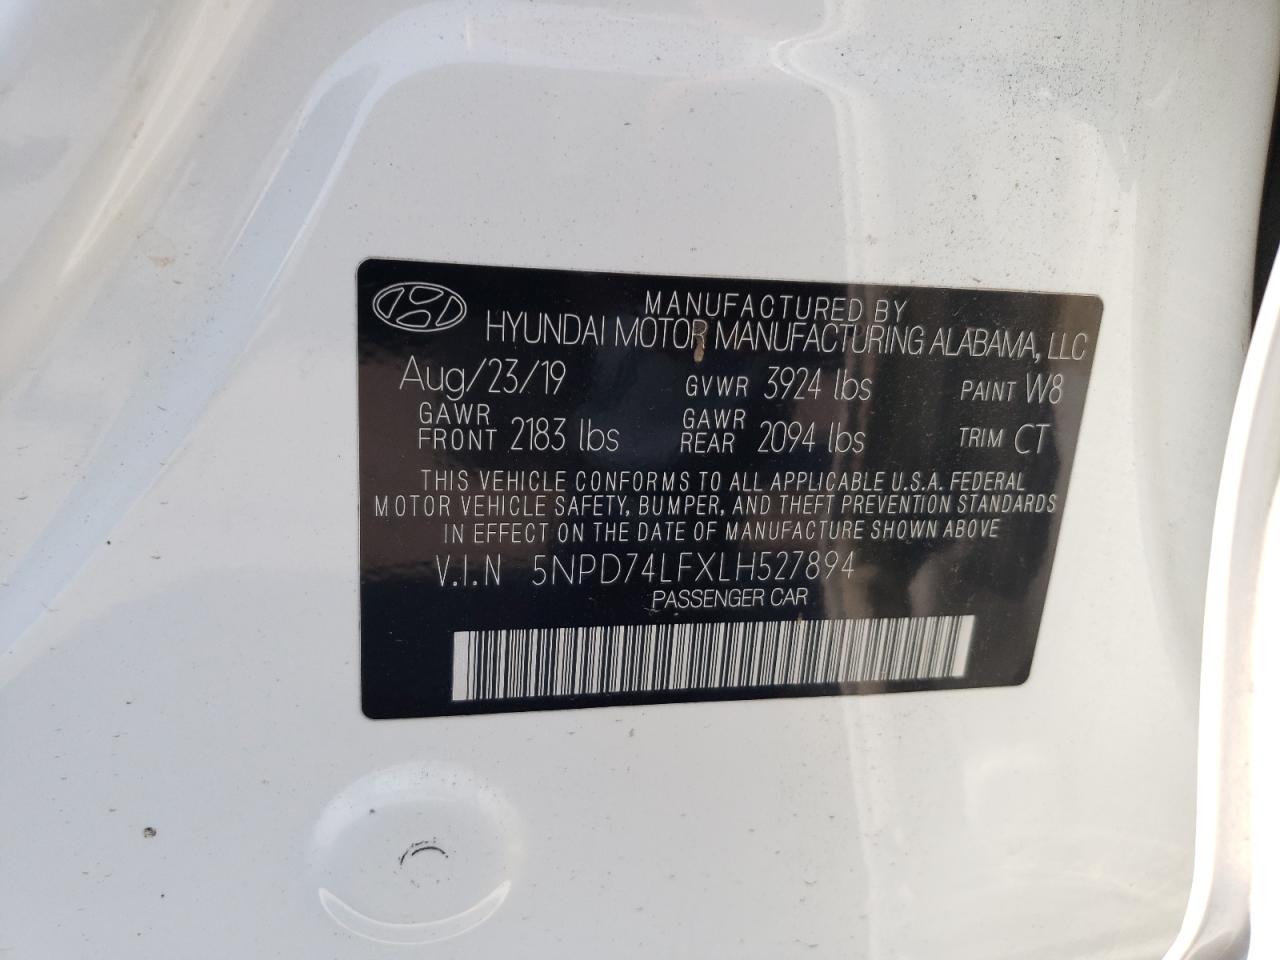 MANUFACTURED BY
HYUNDAI MOTOR MANUFACTURING ALABAMA, LLC
Aug/23/19 GVWR 3924 lbs PAINT W8
GAWR FRONT 2183 lbs GAWR REAR 2094 lbs TRIM CT
THIS VEHICLE CONFORMS TO ALL APPLICABLE U.S.A. FEDERAL
MOTOR VEHICLE SAFETY, BUMPER, AND THEFT PREVENTION STANDARDS
IN EFFECT ON THE DATE OF MANUFACTURE SHOWN ABOVE
V.I.N 5NPD74LFXLH527894
PASSENGER CAR